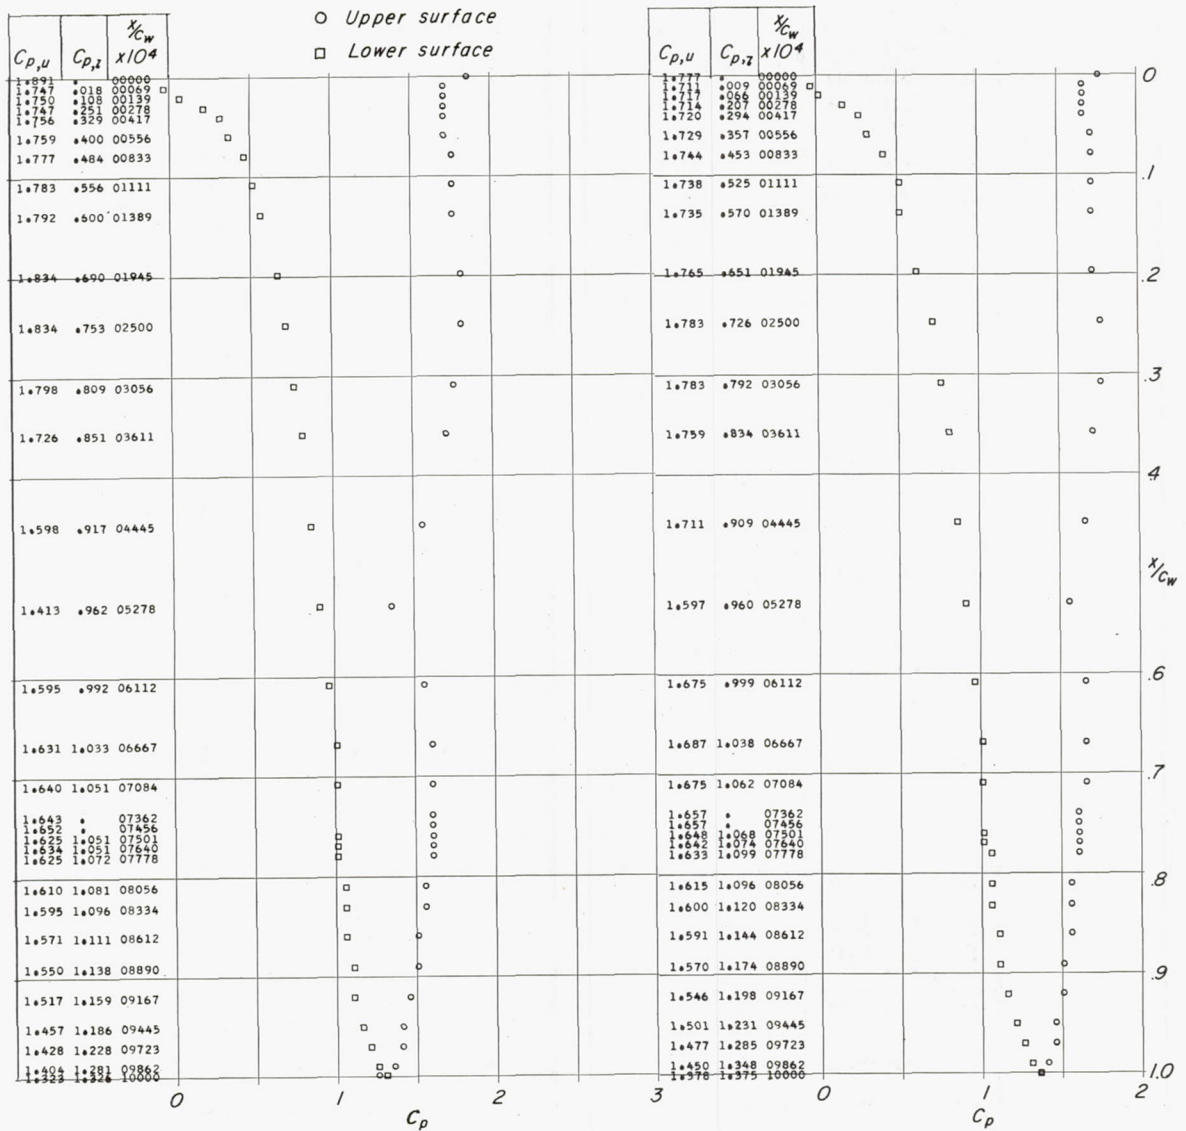 ○ Upper surface
□ Lower surface
Cp,u Cp,l x/cw x10⁴
1.891 . 00000
1.747 .018 00069
1.750 .108 00139
1.747 .251 00278
1.756 .329 00417
1.759 .400 00556
1.777 .484 00833
1.783 .556 01111
1.792 .600 01389
1.834 .690 01945
1.834 .753 02500
1.798 .809 03056
1.726 .851 03611
1.598 .917 04445
1.413 .962 05278
1.595 .992 06112
1.631 1.033 06667
1.640 1.051 07084
1.643 . 07362
1.652 . 07456
1.625 1.051 07501
1.634 1.051 07640
1.625 1.072 07778
1.610 1.081 08056
1.595 1.096 08334
1.571 1.111 08612
1.550 1.138 08890
1.517 1.159 09167
1.457 1.186 09445
1.428 1.228 09723
1.404 1.281 09862
1.323 1.326 10000
0 1 2 3
Cp
Cp,u Cp,l x/cw x10⁴
1.777 . 00000
1.711 .009 00069
1.717 .066 00139
1.714 .207 00278
1.720 .294 00417
1.729 .357 00556
1.744 .453 00833
1.738 .525 01111
1.735 .570 01389
1.765 .651 01945
1.783 .726 02500
1.783 .792 03056
1.759 .834 03611
1.711 .909 04445
1.597 .960 05278
1.675 .999 06112
1.687 1.038 06667
1.675 1.062 07084
1.657 . 07362
1.657 . 07456
1.648 1.068 07501
1.642 1.074 07640
1.633 1.099 07778
1.615 1.096 08056
1.600 1.120 08334
1.591 1.144 08612
1.570 1.174 08890
1.546 1.198 09167
1.501 1.231 09445
1.477 1.285 09723
1.450 1.348 09862
1.378 1.375 10000
0 1 2
Cp
0
.1
.2
.3
.4
x/cw
.6
.7
.8
.9
1.0